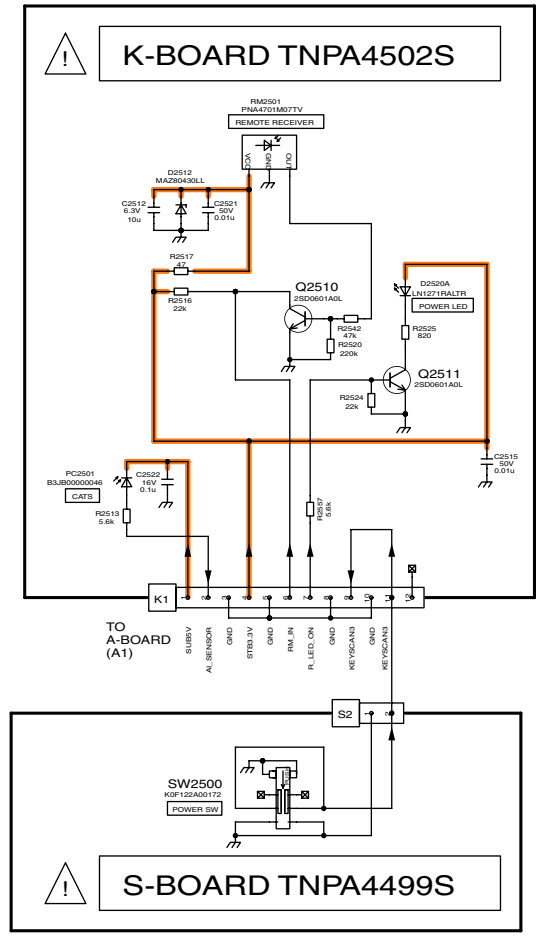 ! K-BOARD TNPA4502S
RM2501
PNA4701M07TV
REMOTE RECEIVER
VCC GND OUT
D2512
MAZ80430LL
C2512
6.3V
10u
C2521
50V
0.01u
R2517
47
R2516
22k
Q2510
2SD0601A0L
R2542
47k
R2520
220k
D2520A
LN1271RALTR
POWER LED
R2525
820
Q2511
2SD0601A0L
R2524
22k
C2515
50V
0.01u
PC2501
B3JB00000046
CATS
C2522
16V
0.1u
R2513
5.6k
R2557
5.6k
K1 1 2 3 4 5 6 7 8 9 10 11 12
TO
A-BOARD
(A1)
SUB5V
AI_SENSOR
GND
STB3.3V
GND
RM_IN
R_LED_ON
GND
KEYSCAN3
GND
KEYSCAN3
S2 1 2
SW2500
K0F122A00172
POWER SW
PUSH
! S-BOARD TNPA4499S